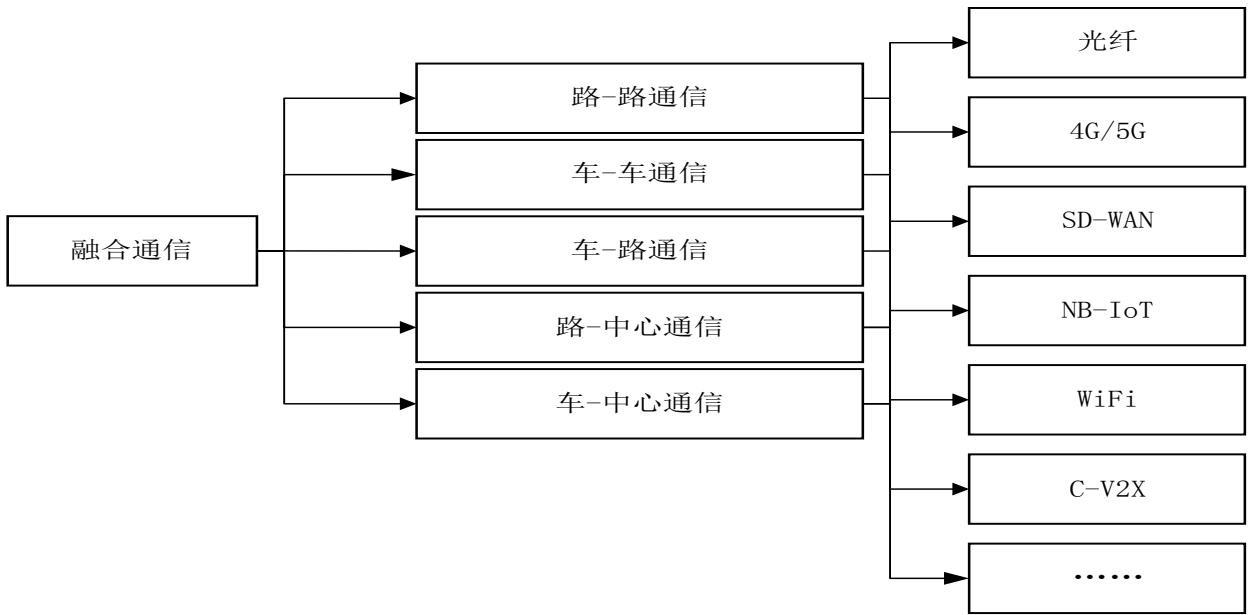 融合通信
路-路通信
车-车通信
车-路通信
路-中心通信
车-中心通信
光纤
4G/5G
SD-WAN
NB-IoT
WiFi
C-V2X
……